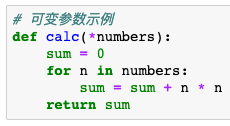 # 可变参数示例
def calc(*numbers):
    sum = 0
    for n in numbers:
        sum = sum + n * n
    return sum